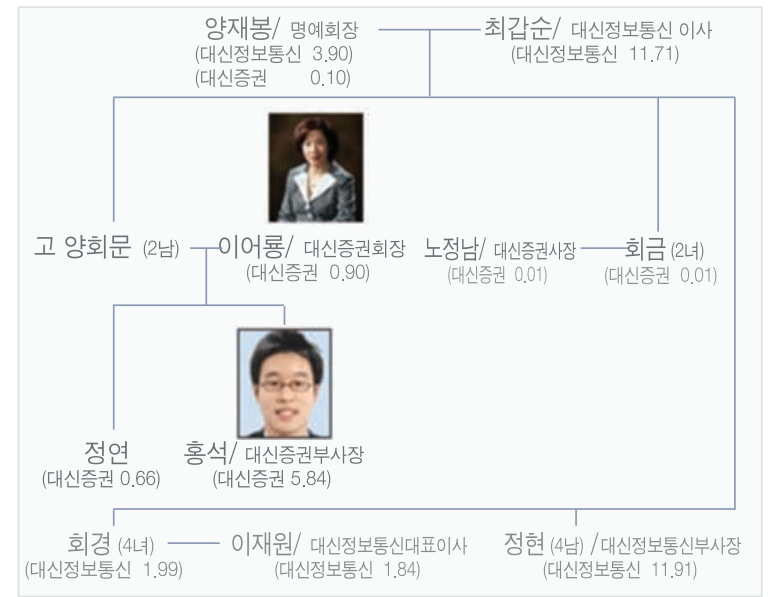 양재봉/ 명예회장
(대신정보통신 3.90)
(대신증권 0.10)
최갑순/ 대신정보통신 이사
(대신정보통신 11.71)
고 양회문 (2남)
이어룡/ 대신증권회장
(대신증권 0.90)
노정남/ 대신증권사장
(대신증권 0.01)
회금 (2녀)
(대신증권 0.01)
정연
(대신증권 0.66)
홍석/ 대신증권부사장
(대신증권 5.84)
회경 (4녀)
(대신정보통신 1.99)
이재원/ 대신정보통신대표이사
(대신정보통신 1.84)
정현 (4남) /대신정보통신부사장
(대신정보통신 11.91)